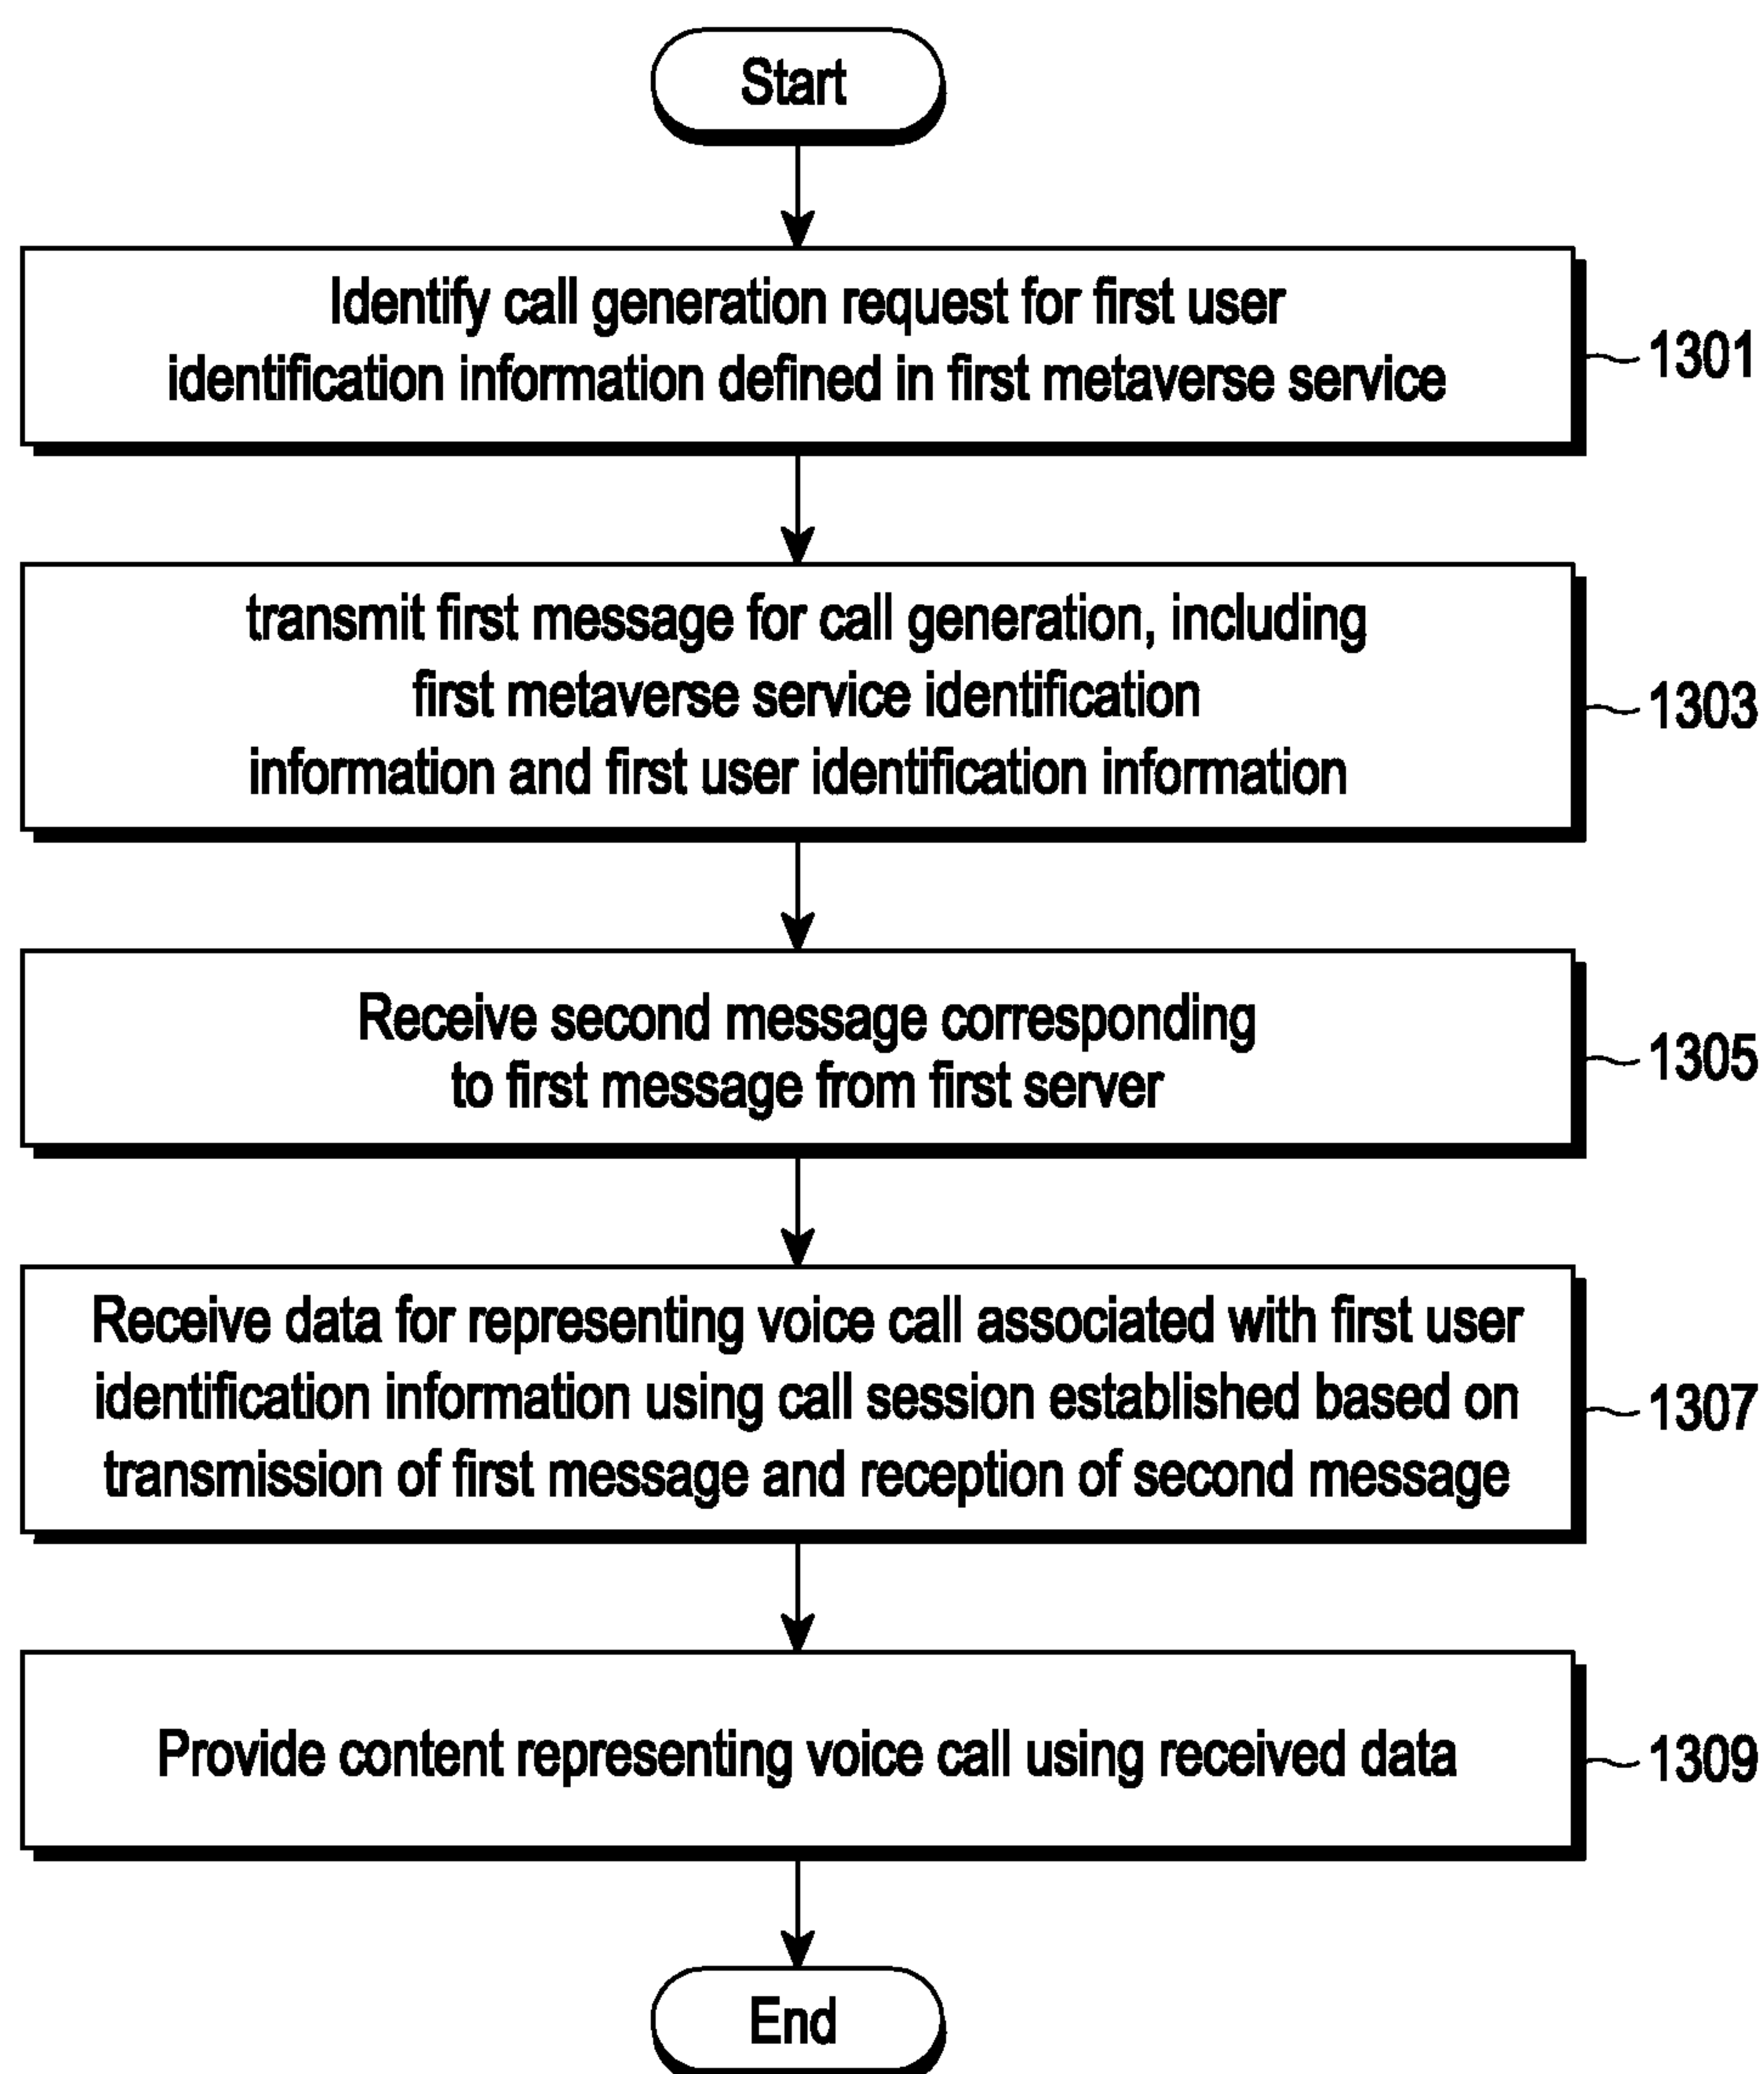 Start
Identify call generation request for first user
identification information defined in first metaverse service
1301
transmit first message for call generation, including
first metaverse service identification
information and first user identification information
1303
Receive second message corresponding
to first message from first server
1305
Receive data for representing voice call associated with first user
identification information using call session established based on
transmission of first message and reception of second message
1307
Provide content representing voice call using received data
1309
End